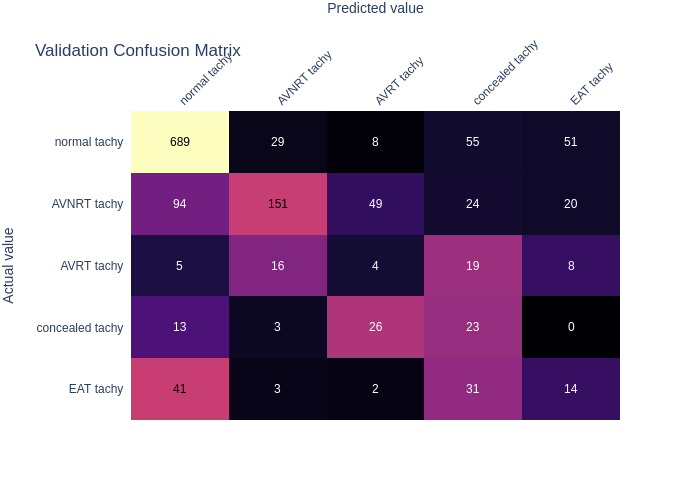 Predicted value
Validation Confusion Matrix
normal tachy
AVNRT tachy
AVRT tachy
concealed tachy
EAT tachy
Actual value
normal tachy 689 29 8 55 51
AVNRT tachy 94 151 49 24 20
AVRT tachy 5 16 4 19 8
concealed tachy 13 3 26 23 0
EAT tachy 41 3 2 31 14